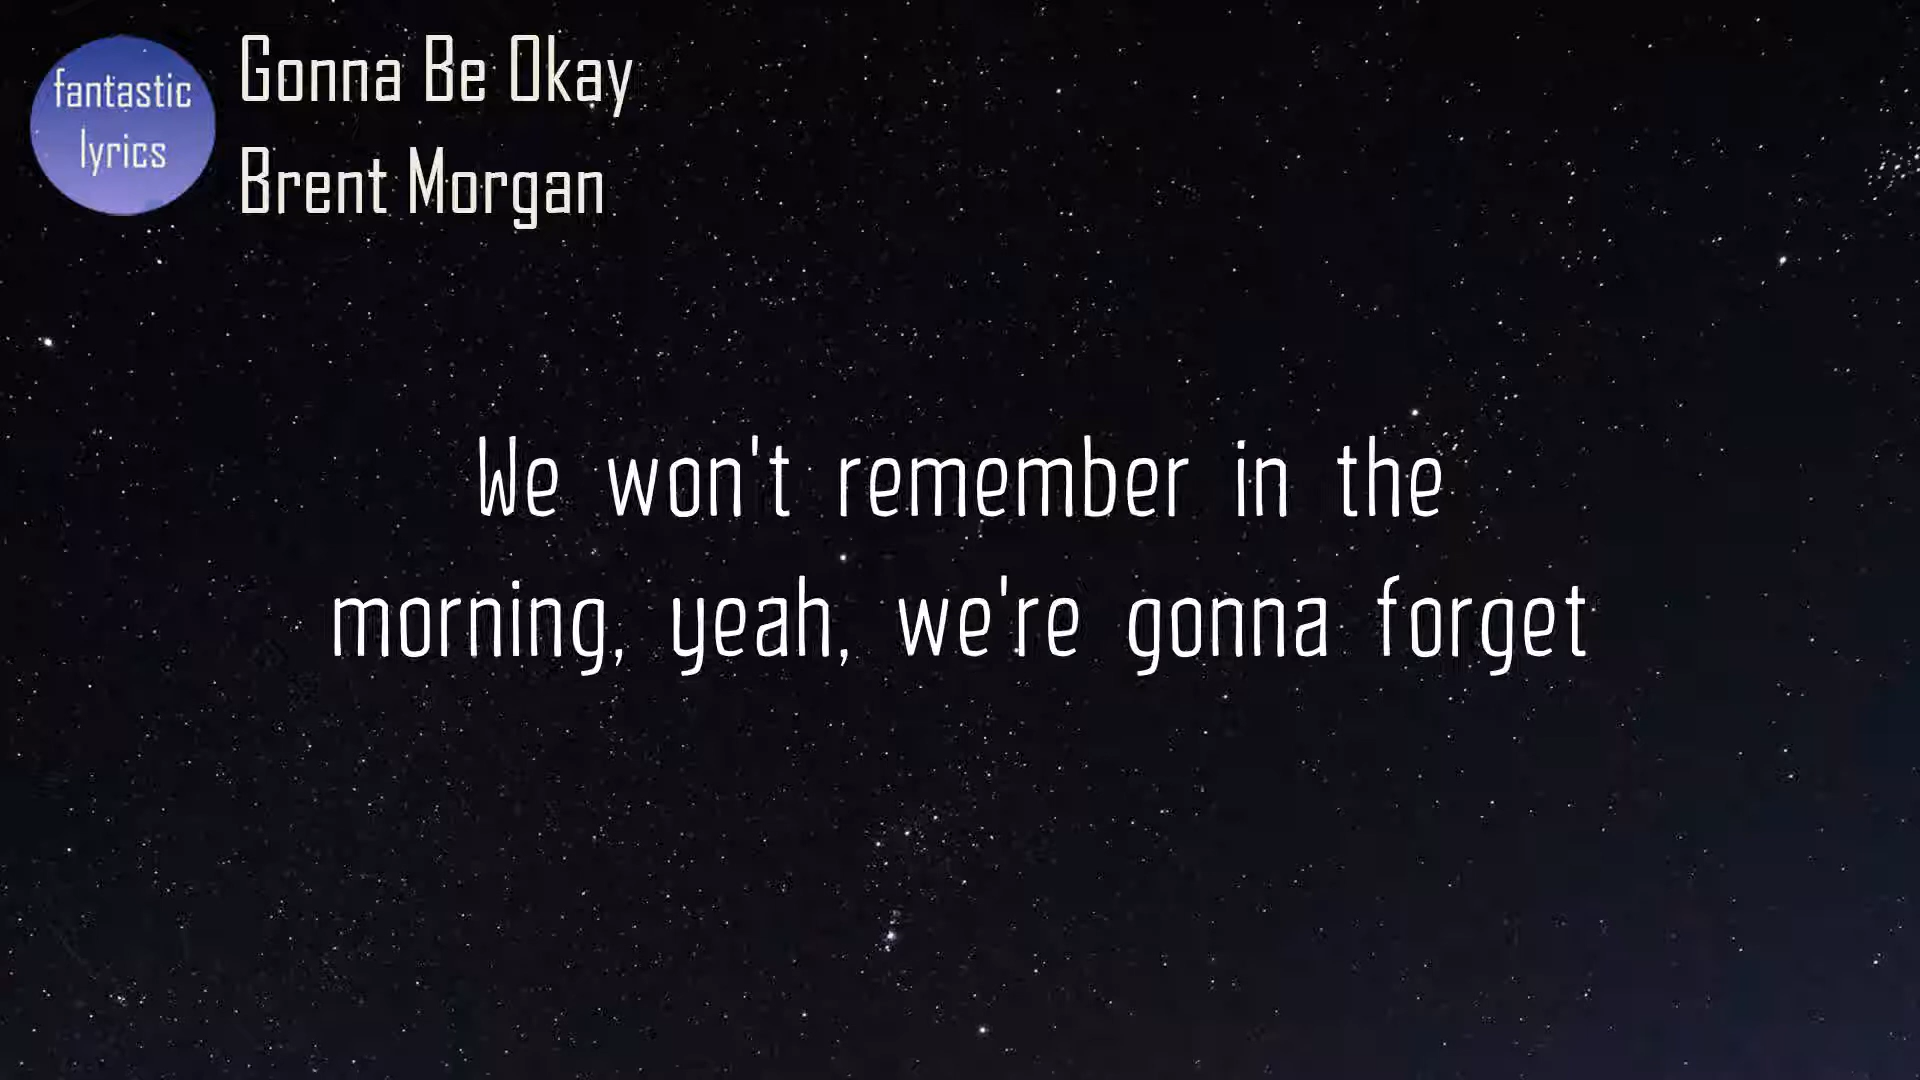 fantastic
lyrics
Gonna Be Okay
Brent Morgan
We won't remember in the
morning, yeah, we're gonna forget